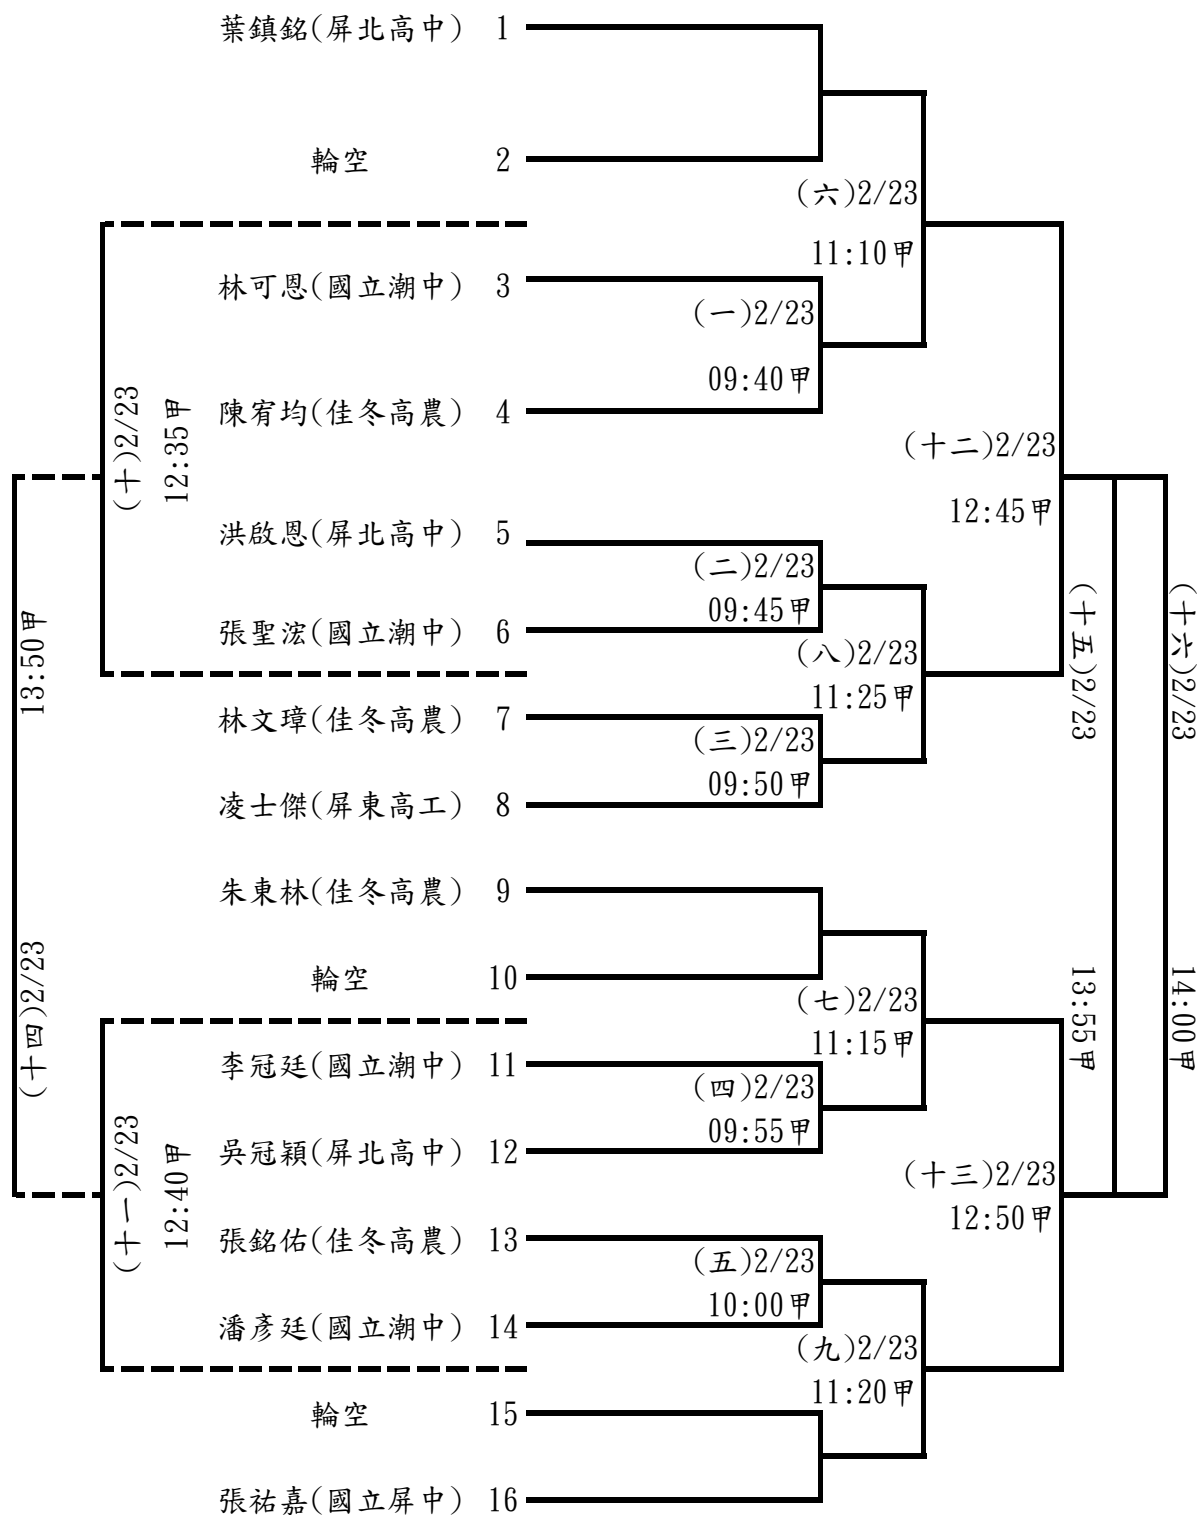 葉鎮銘(屏北高中) 1
輪空 2
(六)2/23
11:10甲
林可恩(國立潮中) 3
(一)2/23
09:40甲
陳宥均(佳冬高農) 4
(十)2/23
12:35甲
(十二)2/23
12:45甲
洪啟恩(屏北高中) 5
(二)2/23
09:45甲
張聖浤(國立潮中) 6
(八)2/23
11:25甲
林文璋(佳冬高農) 7
(三)2/23
09:50甲
凌士傑(屏東高工) 8
(十四)2/23
13:50甲
(十五)2/23
13:55甲
(十六)2/23
14:00甲
朱東林(佳冬高農) 9
輪空 10
(七)2/23
11:15甲
李冠廷(國立潮中) 11
(四)2/23
09:55甲
吳冠穎(屏北高中) 12
(十一)2/23
12:40甲
(十三)2/23
12:50甲
張銘佑(佳冬高農) 13
(五)2/23
10:00甲
潘彥廷(國立潮中) 14
(九)2/23
11:20甲
輪空 15
張祐嘉(國立屏中) 16